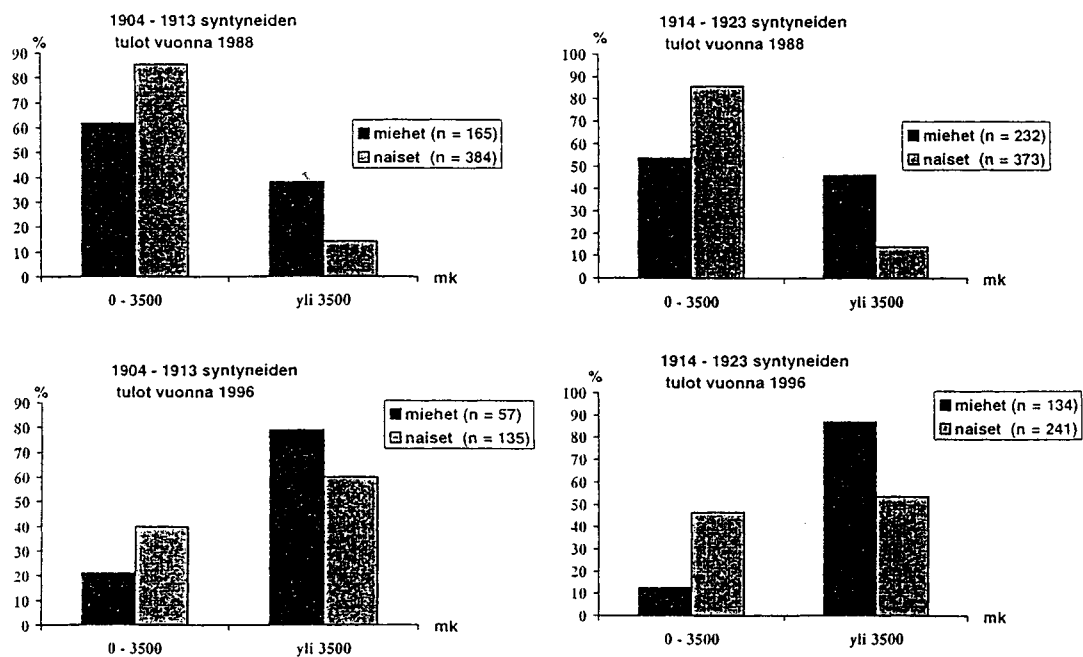 1904 - 1913 syntyneiden
tulot vuonna 1988
%
90
80
70
60
50
40
30
20
10
0
miehet (n = 165)
naiset (n = 384)
0 - 3500
yli 3500
mk
1914 - 1923 syntyneiden
tulot vuonna 1988
%
100
90
80
70
60
50
40
30
20
10
0
miehet (n = 232)
naiset (n = 373)
0 - 3500
yli 3500
mk
1904 - 1913 syntyneiden
tulot vuonna 1996
%
90
80
70
60
50
40
30
20
10
0
miehet (n = 57)
naiset (n = 135)
0 - 3500
yli 3500
mk
1914 - 1923 syntyneiden
tulot vuonna 1996
%
100
90
80
70
60
50
40
30
20
10
0
miehet (n = 134)
naiset (n = 241)
0 - 3500
yli 3500
mk